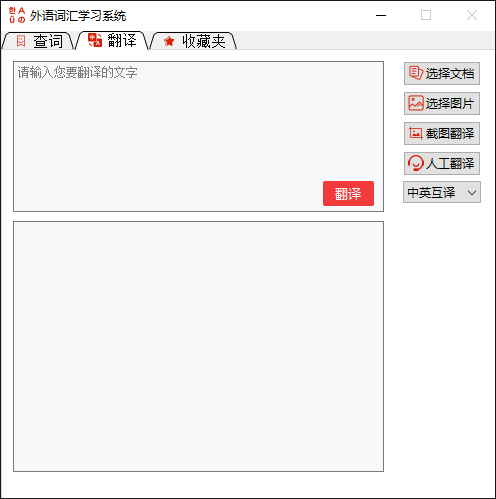 外语词汇学习系统
查词
翻译
收藏夹
请输入您要翻译的文字
翻译
选择文档
选择图片
截图翻译
人工翻译
中英互译